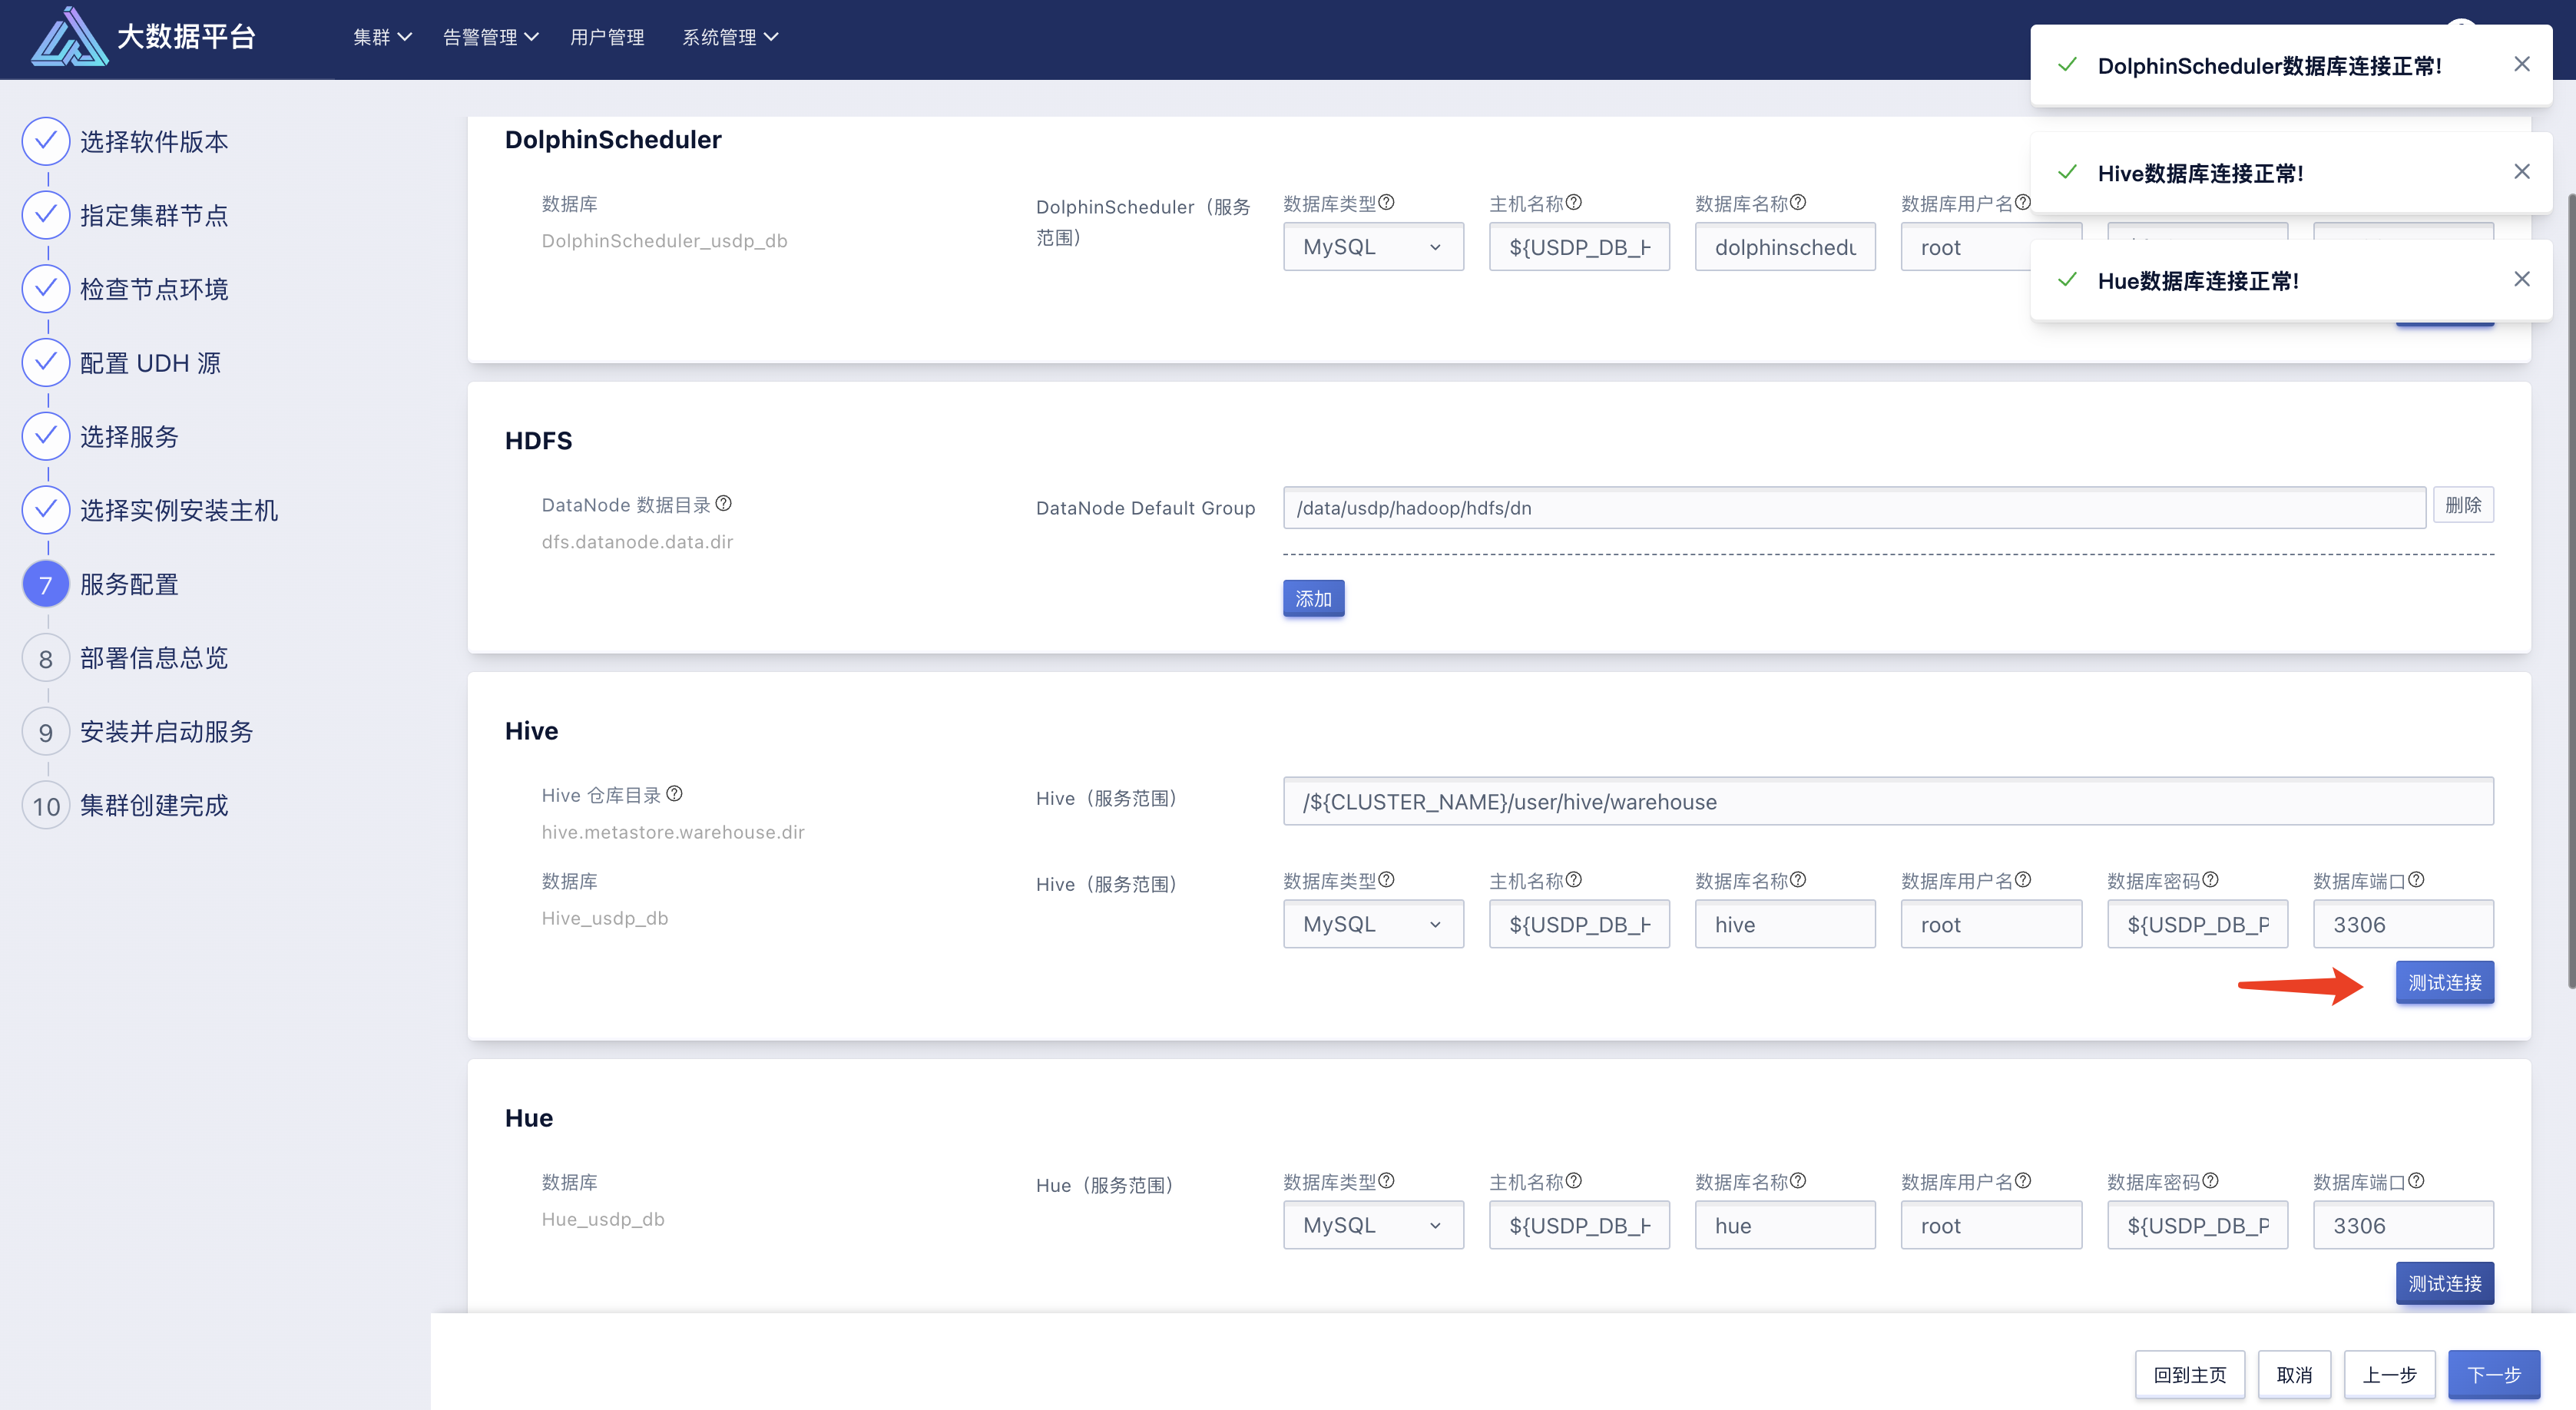 大数据平台
集群
告警管理
用户管理
系统管理
DolphinScheduler数据库连接正常!
Hive数据库连接正常!
Hue数据库连接正常!
选择软件版本
指定集群节点
检查节点环境
配置 UDH 源
选择服务
选择实例安装主机
7 服务配置
8 部署信息总览
9 安装并启动服务
10 集群创建完成
DolphinScheduler
数据库
DolphinScheduler_usdp_db
DolphinScheduler（服务
范围）
数据库类型 主机名称 数据库名称 数据库用户名
MySQL ${USDP_DB_H dolphinschedu root
HDFS
DataNode 数据目录
dfs.datanode.data.dir
DataNode Default Group
/data/usdp/hadoop/hdfs/dn
删除
添加
Hive
Hive 仓库目录
hive.metastore.warehouse.dir
Hive（服务范围）
/${CLUSTER_NAME}/user/hive/warehouse
数据库
Hive_usdp_db
Hive（服务范围）
数据库类型 主机名称 数据库名称 数据库用户名 数据库密码 数据库端口
MySQL ${USDP_DB_H hive root ${USDP_DB_P 3306
测试连接
Hue
数据库
Hue_usdp_db
Hue（服务范围）
数据库类型 主机名称 数据库名称 数据库用户名 数据库密码 数据库端口
MySQL ${USDP_DB_H hue root ${USDP_DB_P 3306
测试连接
回到主页 取消 上一步 下一步